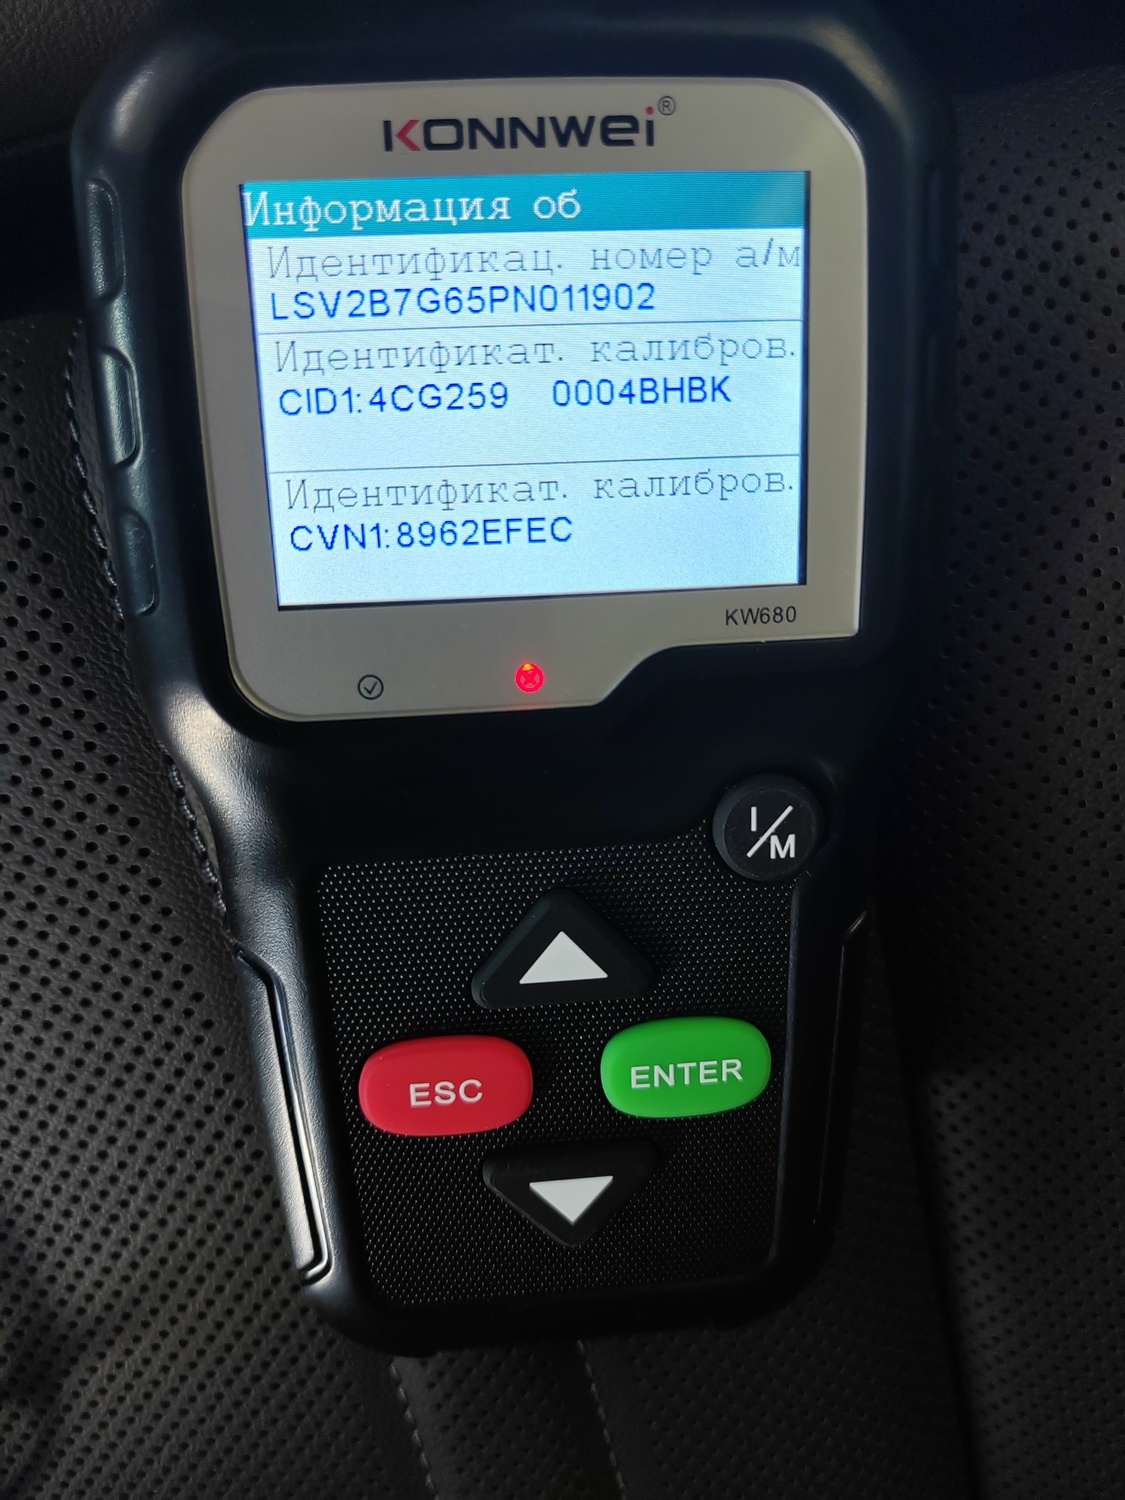 KONNWEI®
Информация об
Идентификац. номер а/м
LSV2B7G65PN011902
Идентификат. калибров.
CID1:4CG259 0004BHBK
Идентификат. калибров.
CVN1:8962EFEC
KW680
I/M
ESC
ENTER